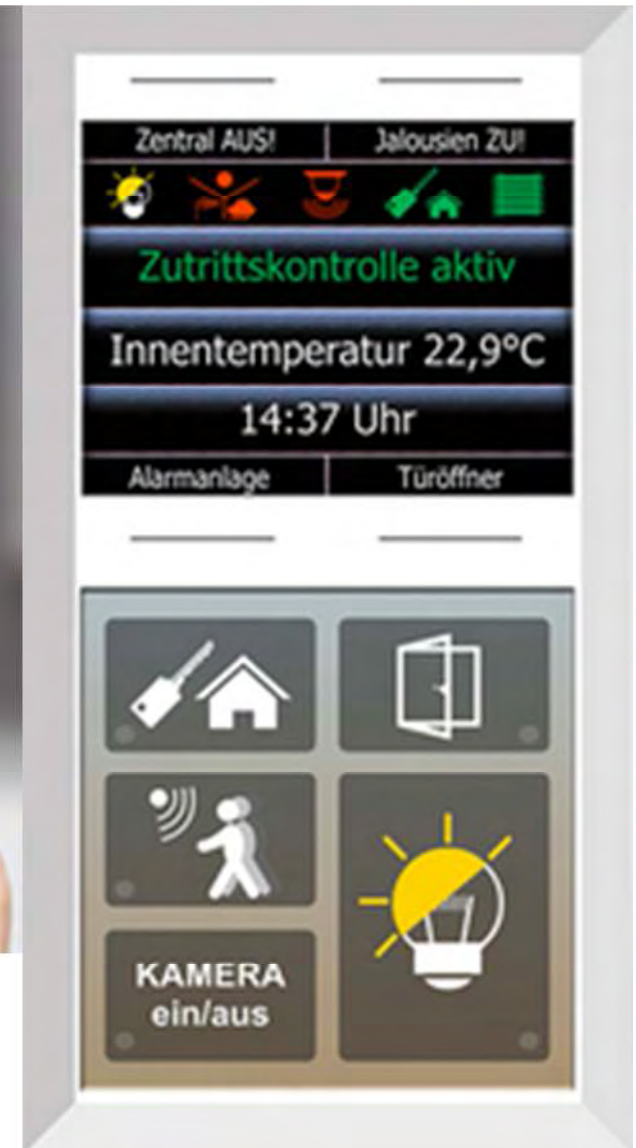 Zentral AUS! Jalousien ZU!
Zutrittskontrolle aktiv
Innentemperatur 22,9°C
14:37 Uhr
Alarmanlage Türöffner
KAMERA
ein/aus